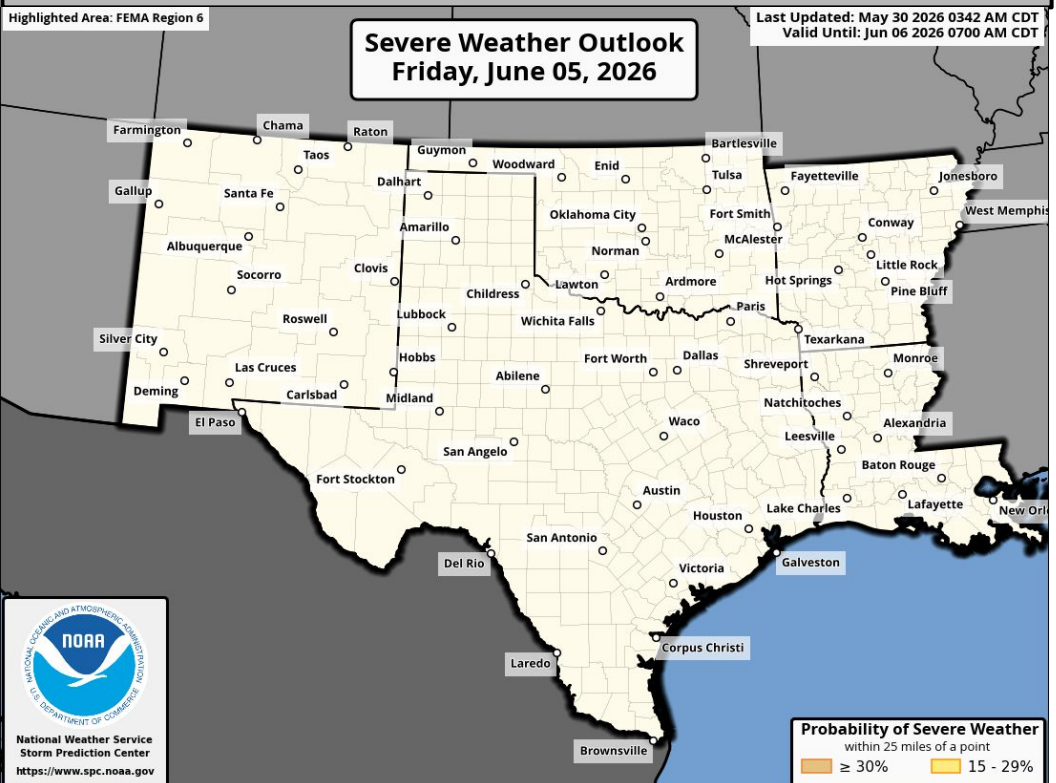 Highlighted Area: FEMA Region 6
Last Updated: May 30 2026 0342 AM CDT
Valid Until: Jun 06 2026 0700 AM CDT
Severe Weather Outlook
Friday, June 05, 2026
Farmington
Chama
Raton
Taos
Guymon
Woodward
Enid
Bartlesville
Tulsa
Fayetteville
Jonesboro
Gallup
Santa Fe
Dalhart
Albuquerque
Amarillo
Oklahoma City
Norman
Fort Smith
McAlester
Conway
West Memphis
Little Rock
Socorro
Clovis
Childress
Lawton
Ardmore
Hot Springs
Pine Bluff
Roswell
Lubbock
Wichita Falls
Paris
Texarkana
Silver City
Las Cruces
Hobbs
Fort Worth
Dallas
Shreveport
Monroe
Deming
Carlsbad
Midland
Abilene
Natchitoches
El Paso
San Angelo
Waco
Leesville
Alexandria
Fort Stockton
Austin
Baton Rouge
Houston
Lake Charles
Lafayette
New Orl
Del Rio
San Antonio
Victoria
Galveston
Laredo
Corpus Christi
Brownsville
NATIONAL OCEANIC AND ATMOSPHERIC ADMINISTRATION
NOAA
U.S. DEPARTMENT OF COMMERCE
National Weather Service
Storm Prediction Center
https://www.spc.noaa.gov
Probability of Severe Weather
within 25 miles of a point
≥ 30%
15 - 29%